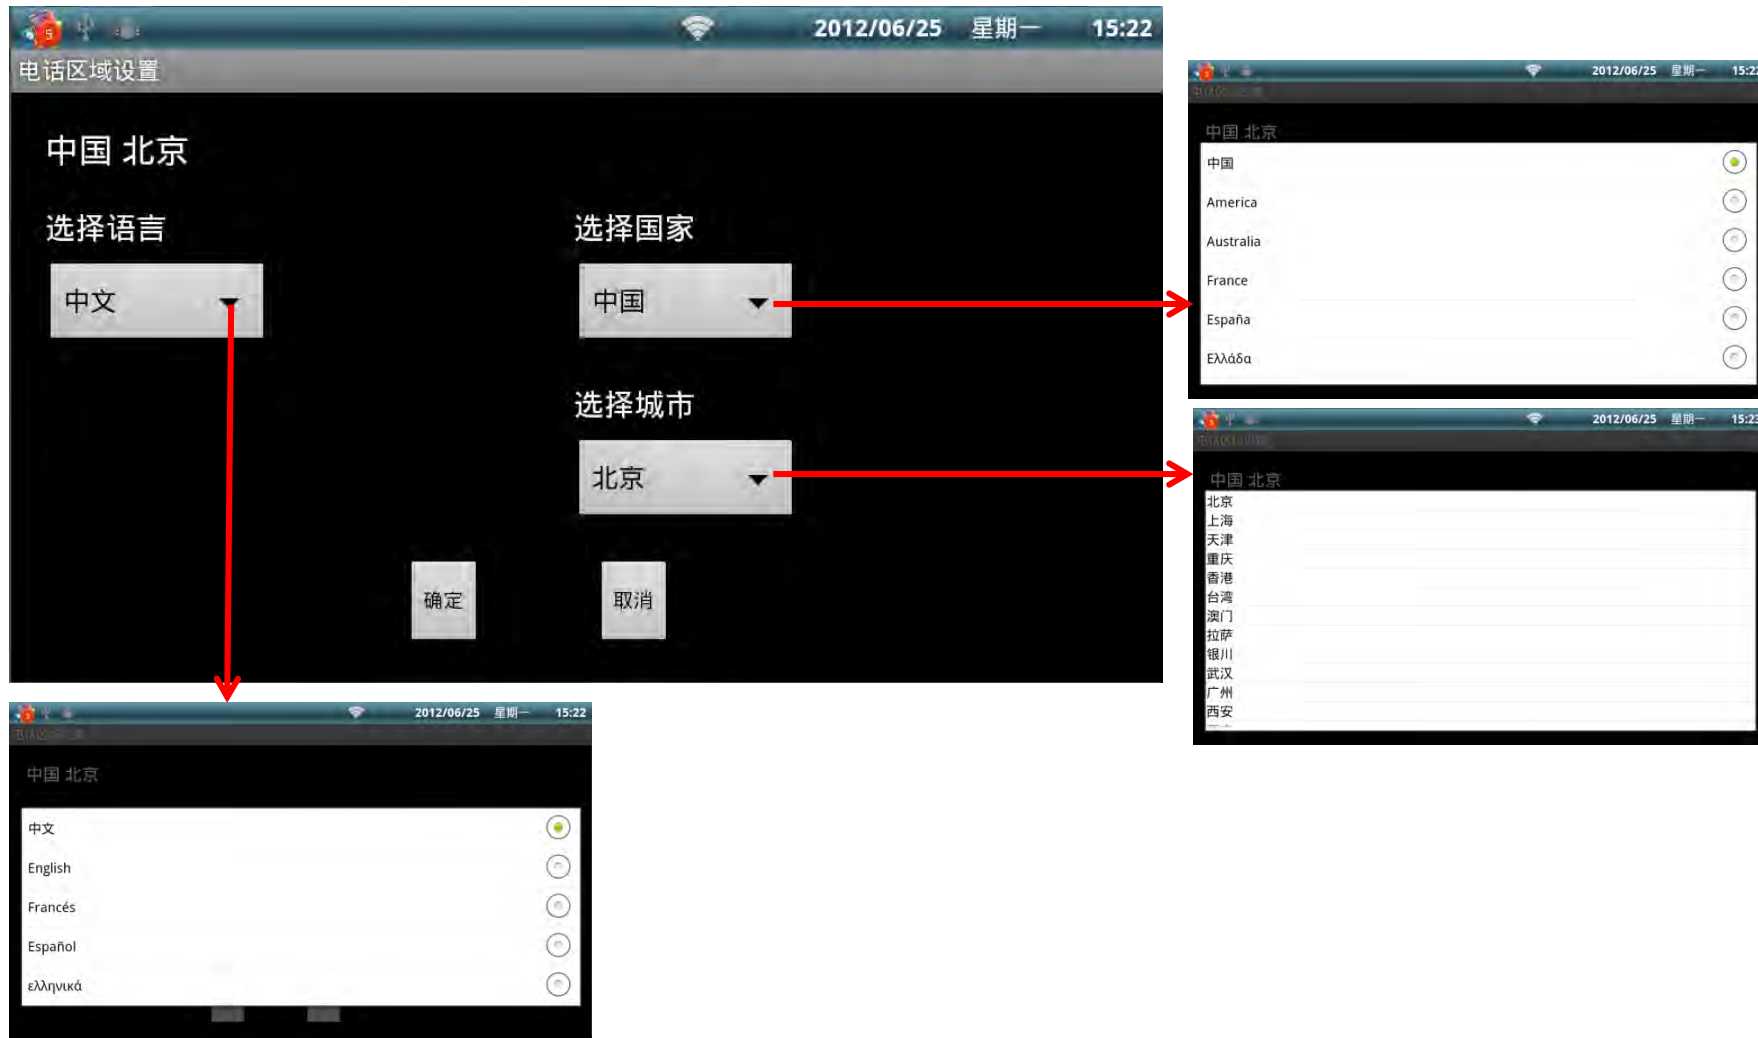 2012/06/25 星期一 15:22
电话区域设置
中国 北京
选择语言
选择国家
中文
中国
选择城市
北京
确定
取消
2012/06/25 星期一 15:22
中国 北京
中国
America
Australia
France
España
Ελλάδα
2012/06/25 星期一 15:23
中国 北京
北京
上海
天津
重庆
香港
台湾
澳门
拉萨
银川
武汉
广州
西安
2012/06/25 星期一 15:22
中国 北京
中文
English
Francés
Español
ελληνικά